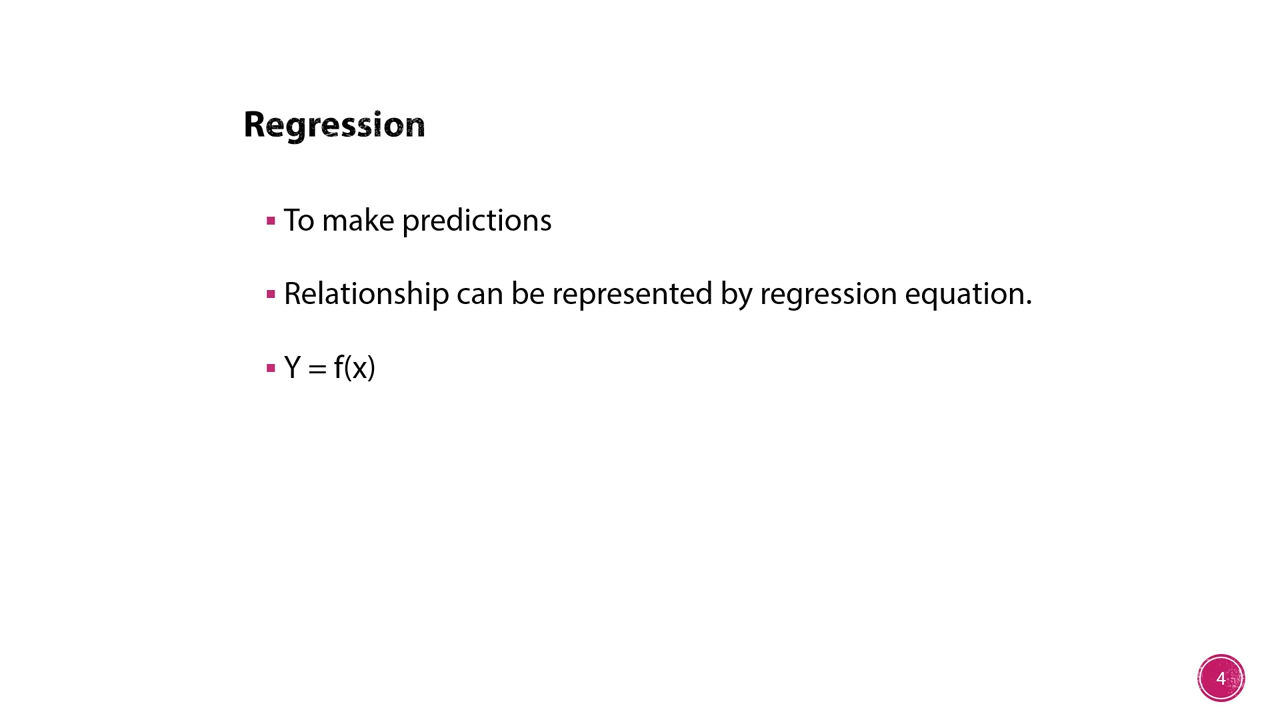 Regression
▪ To make predictions
▪ Relationship can be represented by regression equation.
▪ Y = f(x)
4